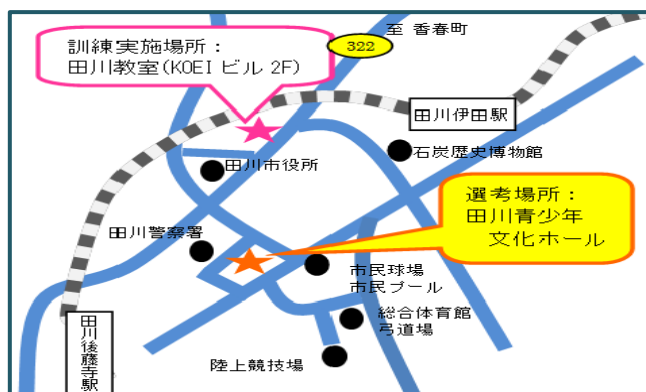 至 香春町
322
訓練実施場所：
田川教室(KOEI ビル 2F)
田川伊田駅
石炭歴史博物館
田川市役所
選考場所：
田川青少年
文化ホール
田川警察署
市民球場
市民プール
総合体育館
弓道場
陸上競技場
田川後藤寺駅